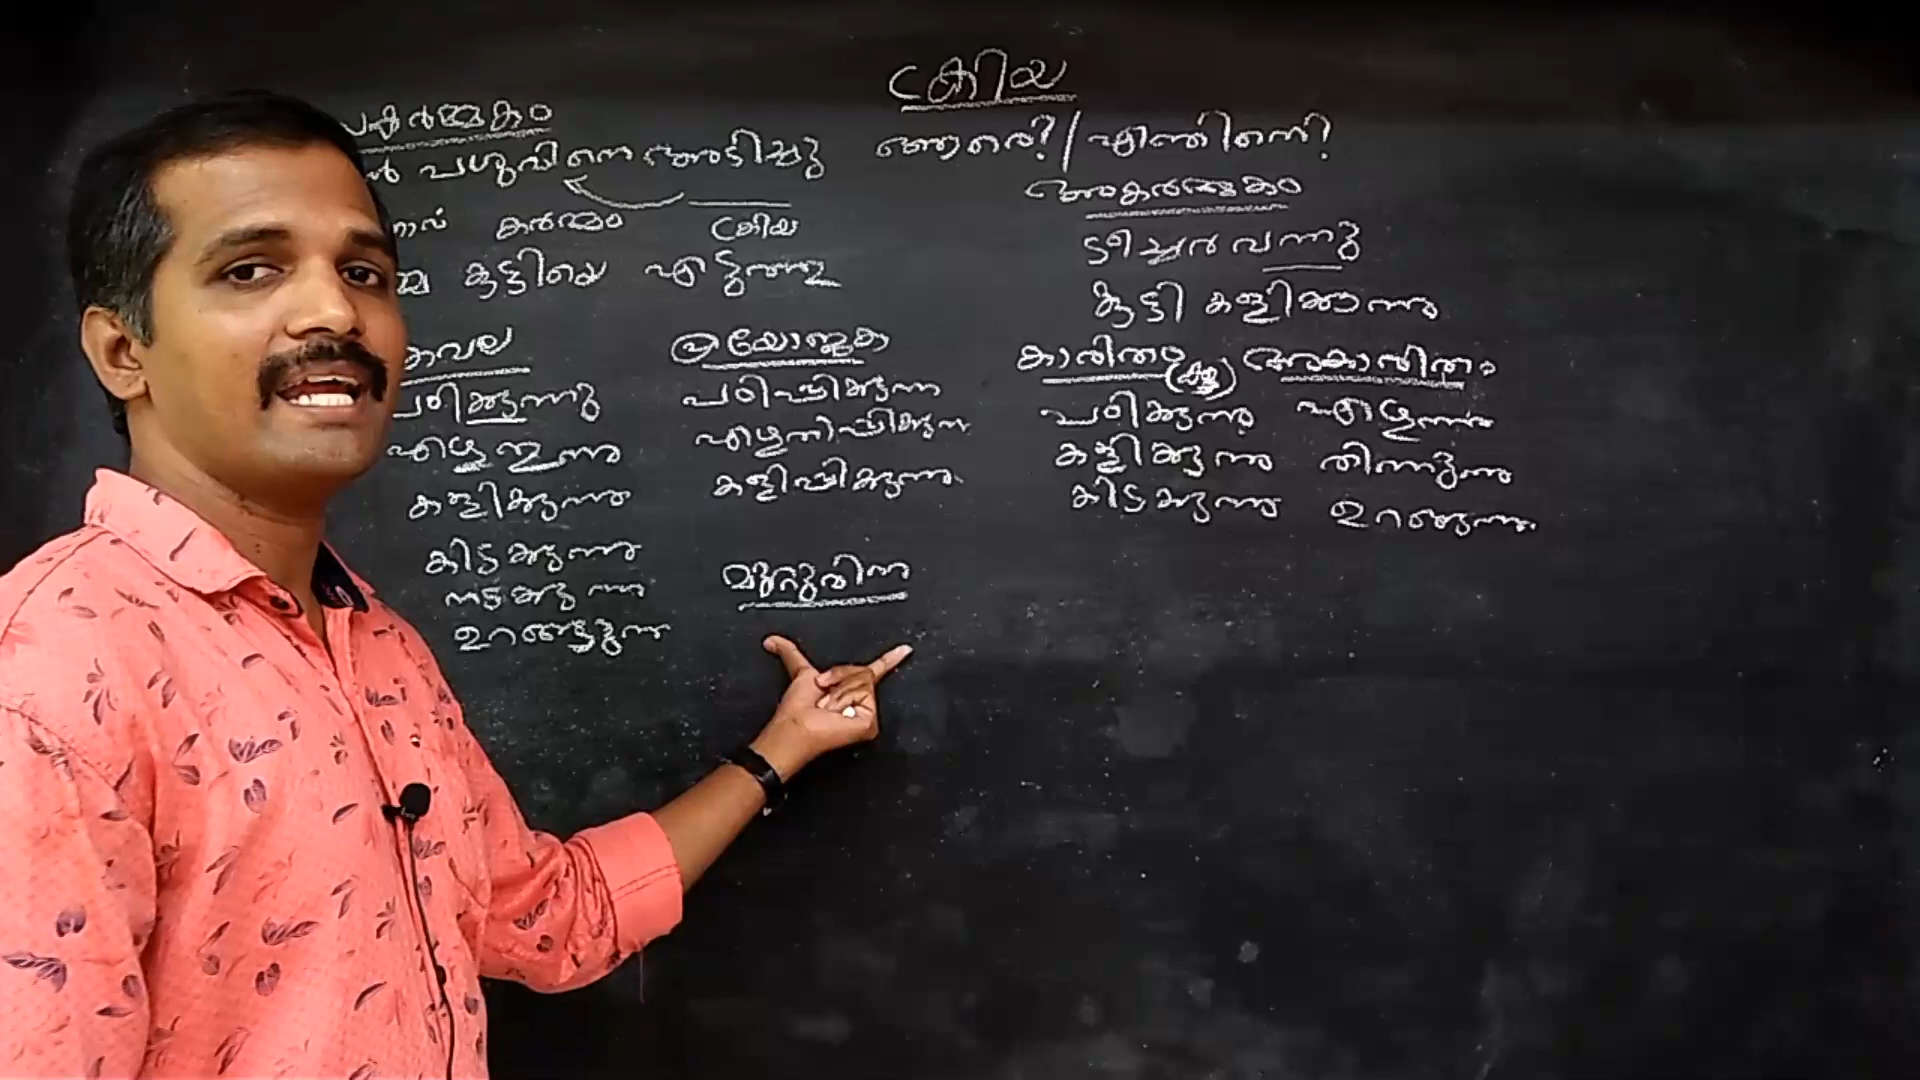 ക്രിയ
സകർമ്മകം
പശുവിനെ അടിച്ചു ആരെ? / എന്തിനെ?
അകർമ്മകം
കർമ്മം ക്രിയ
ടീച്ചർ വന്നു
കുട്ടിയെ എടുത്തു
കുട്ടി കളിക്കുന്നു
കേവല പ്രയോജക
കാരിതം (ക്കു) അകാരിതം
പഠിക്കുന്നു പഠിപ്പിക്കുന്നു
പഠിക്കുന്നു എഴുതുന്നു
എഴുതുന്നു എഴുതിപ്പിക്കുന്നു
കളിക്കുന്നു തിന്നുന്നു
കളിക്കുന്നു കളിപ്പിക്കുന്നു
കിടക്കുന്നു ഉറങ്ങുന്നു
കിടക്കുന്നു
നടക്കുന്നു
ഉറങ്ങുന്നു
മുറ്റുവിന